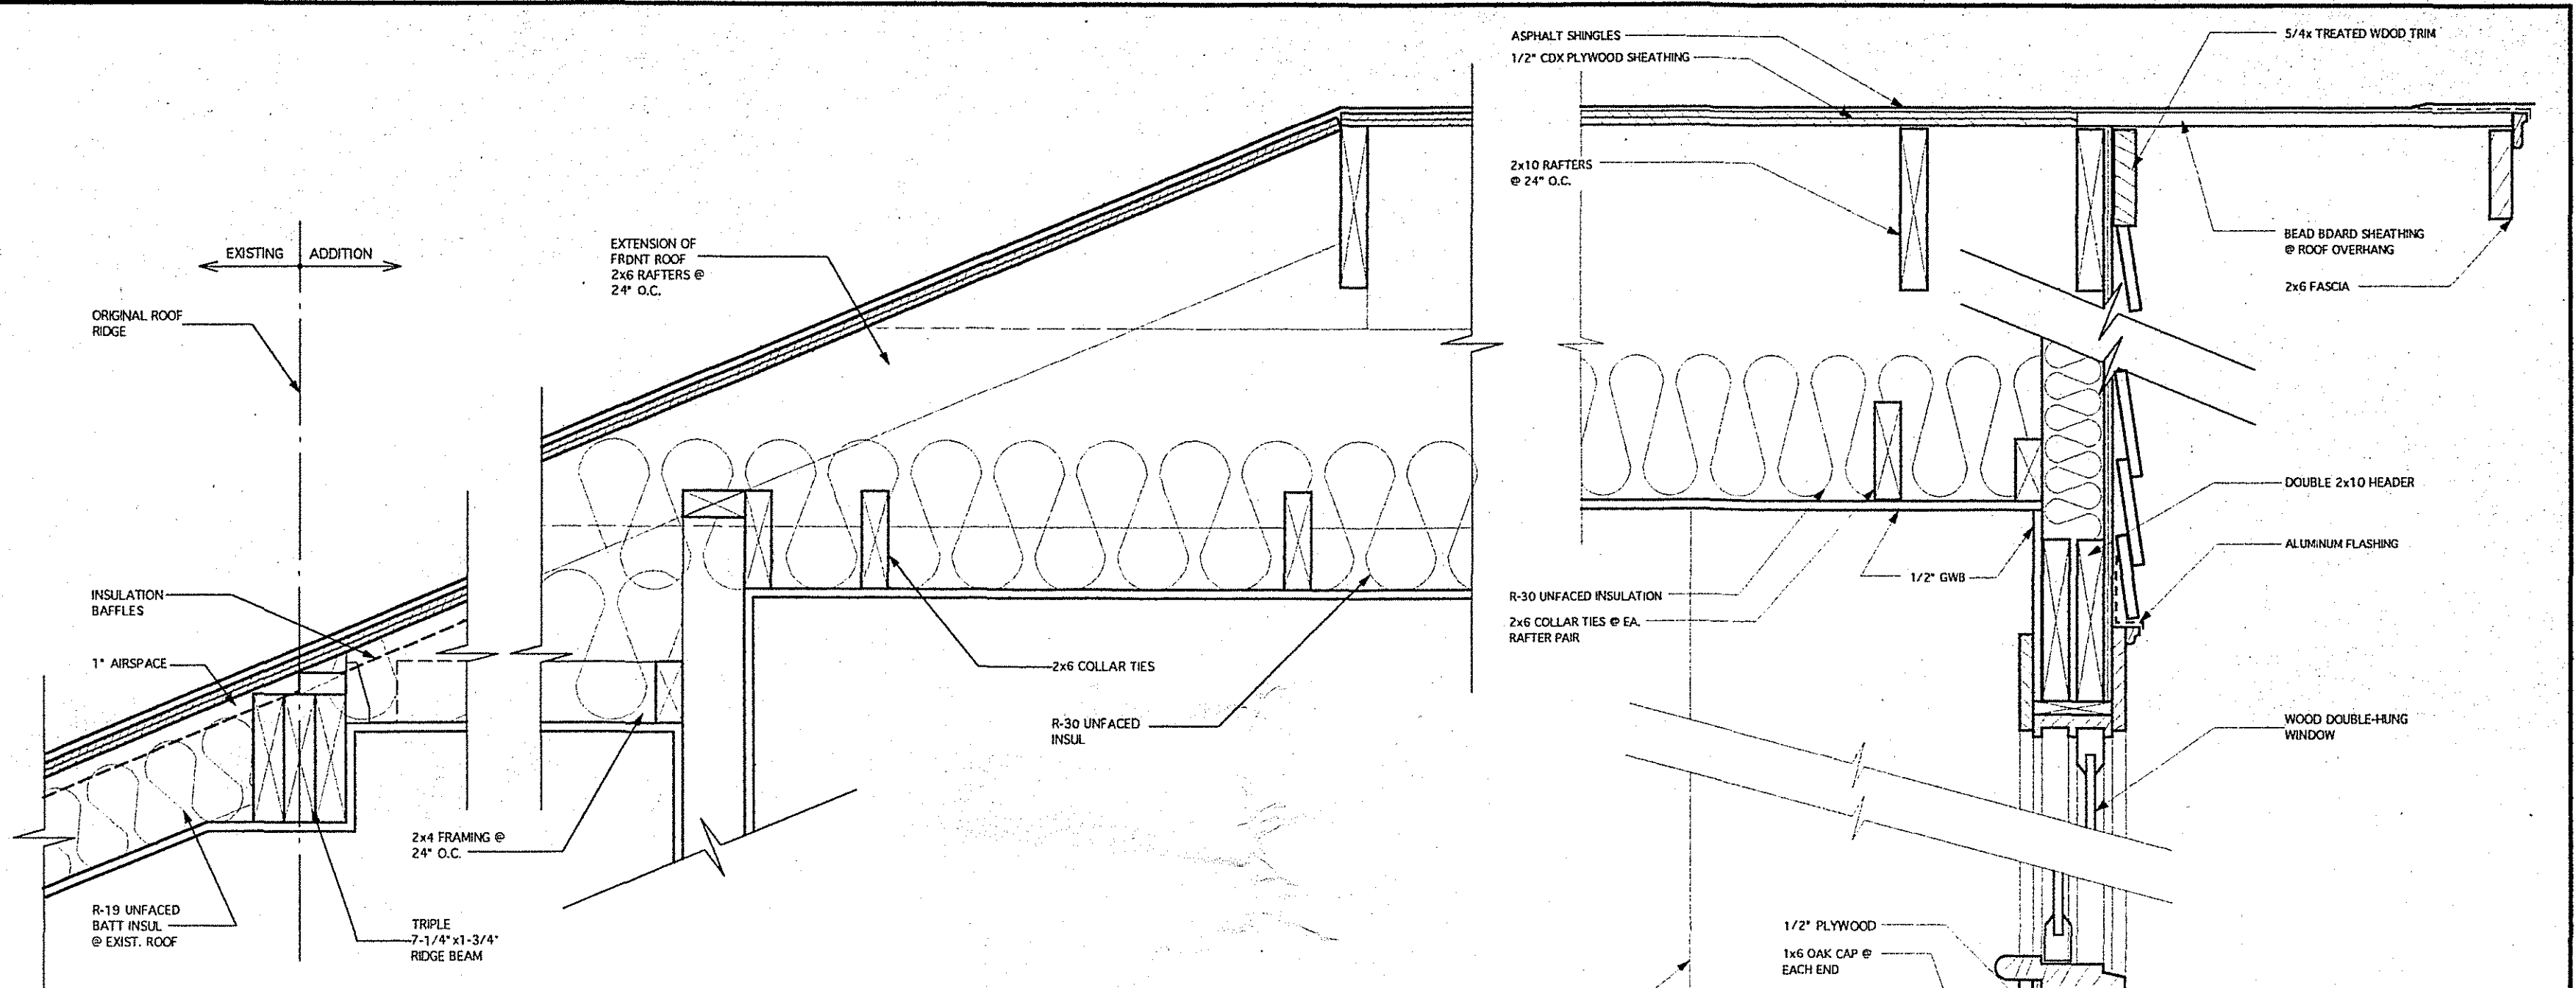 ASPHALT SHINGLES
1/2" CDX PLYWOOD SHEATHING
5/4x TREATED WOOD TRIM
2x10 RAFTERS
@ 24" O.C.
EXISTING
ADDITION
EXTENSION OF
FRONT ROOF
2x6 RAFTERS @
24" O.C.
BEAD BOARD SHEATHING
@ ROOF OVERHANG
2x6 FASCIA
ORIGINAL ROOF
RIDGE
DOUBLE 2x10 HEADER
ALUMINUM FLASHING
1/2" GWB
INSULATION
BAFFLES
R-30 UNFACED INSULATION
2x6 COLLAR TIES @ EA.
RAFTER PAIR
1" AIRSPACE
2x6 COLLAR TIES
R-30 UNFACED
INSUL
WOOD DOUBLE-HUNG
WINDOW
2x4 FRAMING @
24" O.C.
R-19 UNFACED
BATT INSUL
@ EXIST. ROOF
TRIPLE
7-1/4"x1-3/4"
RIDGE BEAM
1/2" PLYWOOD
1x6 OAK CAP @
EACH END